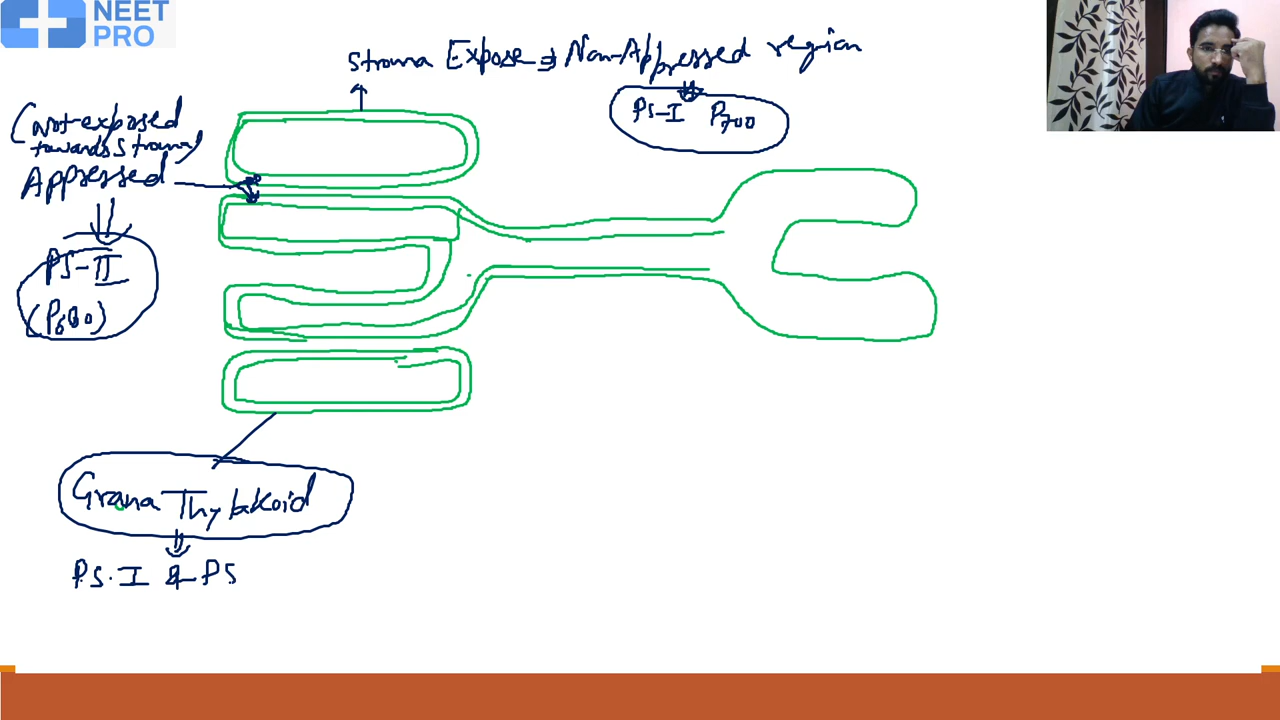 NEET
PRO
Stroma Expose ⇒ Non-Appressed region
PS-I P700
(not-exposed
towards Stroma)
Appressed
PS-II
(P680)
Grana Thylakoid
P.S. I & PS